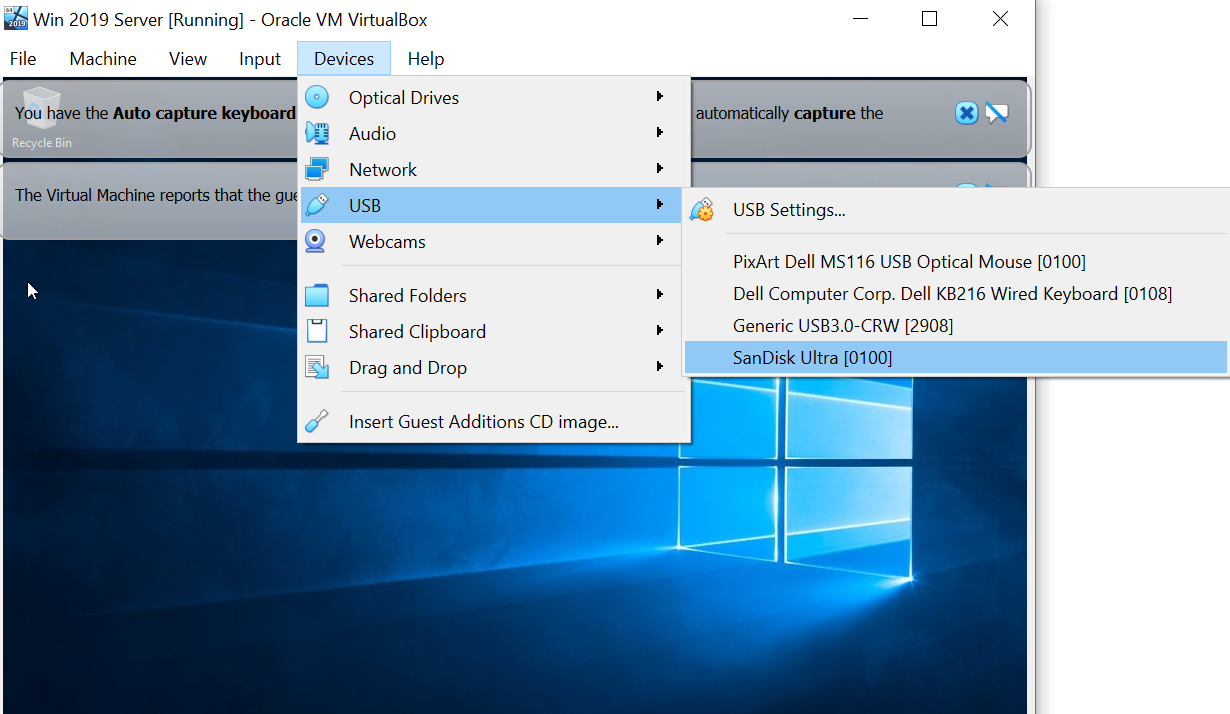 Win 2019 Server [Running] - Oracle VM VirtualBox
File Machine View Input Devices Help
You have the Auto capture keyboard
automatically capture the
Recycle Bin
The Virtual Machine reports that the gue
Optical Drives
Audio
Network
USB
Webcams
Shared Folders
Shared Clipboard
Drag and Drop
Insert Guest Additions CD image...
USB Settings...
PixArt Dell MS116 USB Optical Mouse [0100]
Dell Computer Corp. Dell KB216 Wired Keyboard [0108]
Generic USB3.0-CRW [2908]
SanDisk Ultra [0100]